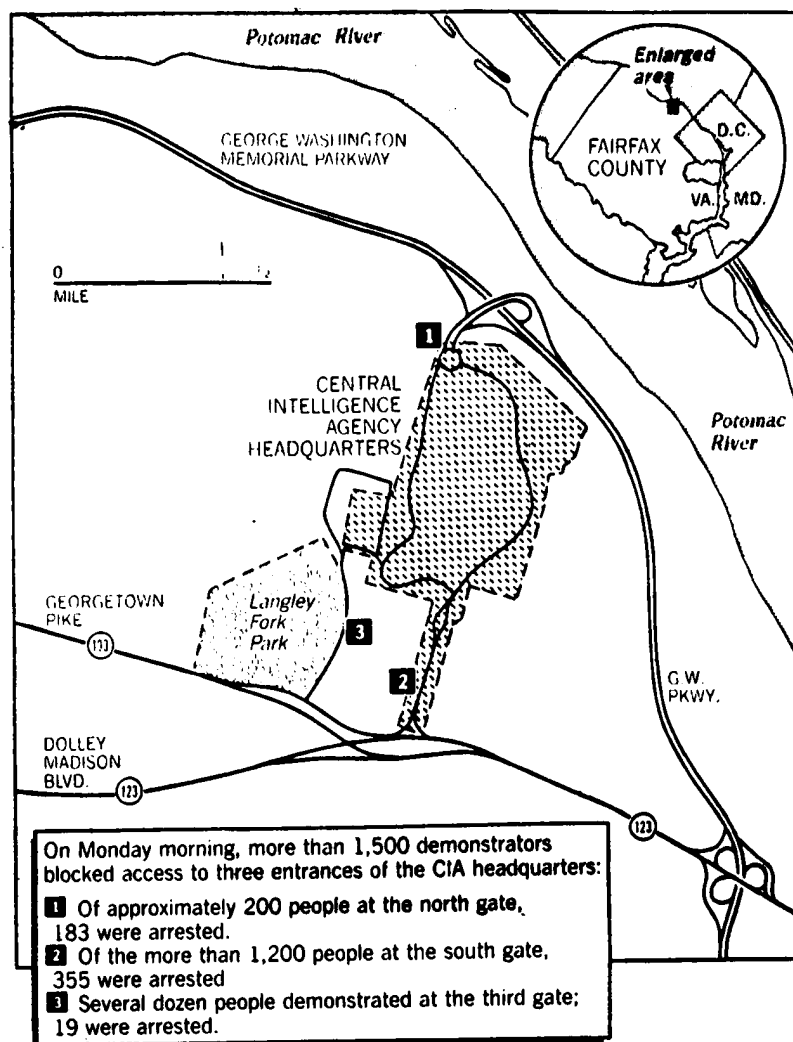 Potomac River
GEORGE WASHINGTON
MEMORIAL PARKWAY
Enlarged
area
D.C.
FAIRFAX
COUNTY
VA.
MD.
0
1/2
MILE
1
CENTRAL
INTELLIGENCE
AGENCY
HEADQUARTERS
Potomac
River
GEORGETOWN
PIKE
Langley
Fork
Park
3
2
G.W.
PKWY.
DOLLEY
MADISON
BLVD.
123
123
On Monday morning, more than 1,500 demonstrators
blocked access to three entrances of the CIA headquarters:
1 Of approximately 200 people at the north gate,
183 were arrested.
2 Of the more than 1,200 people at the south gate,
355 were arrested
3 Several dozen people demonstrated at the third gate;
19 were arrested.